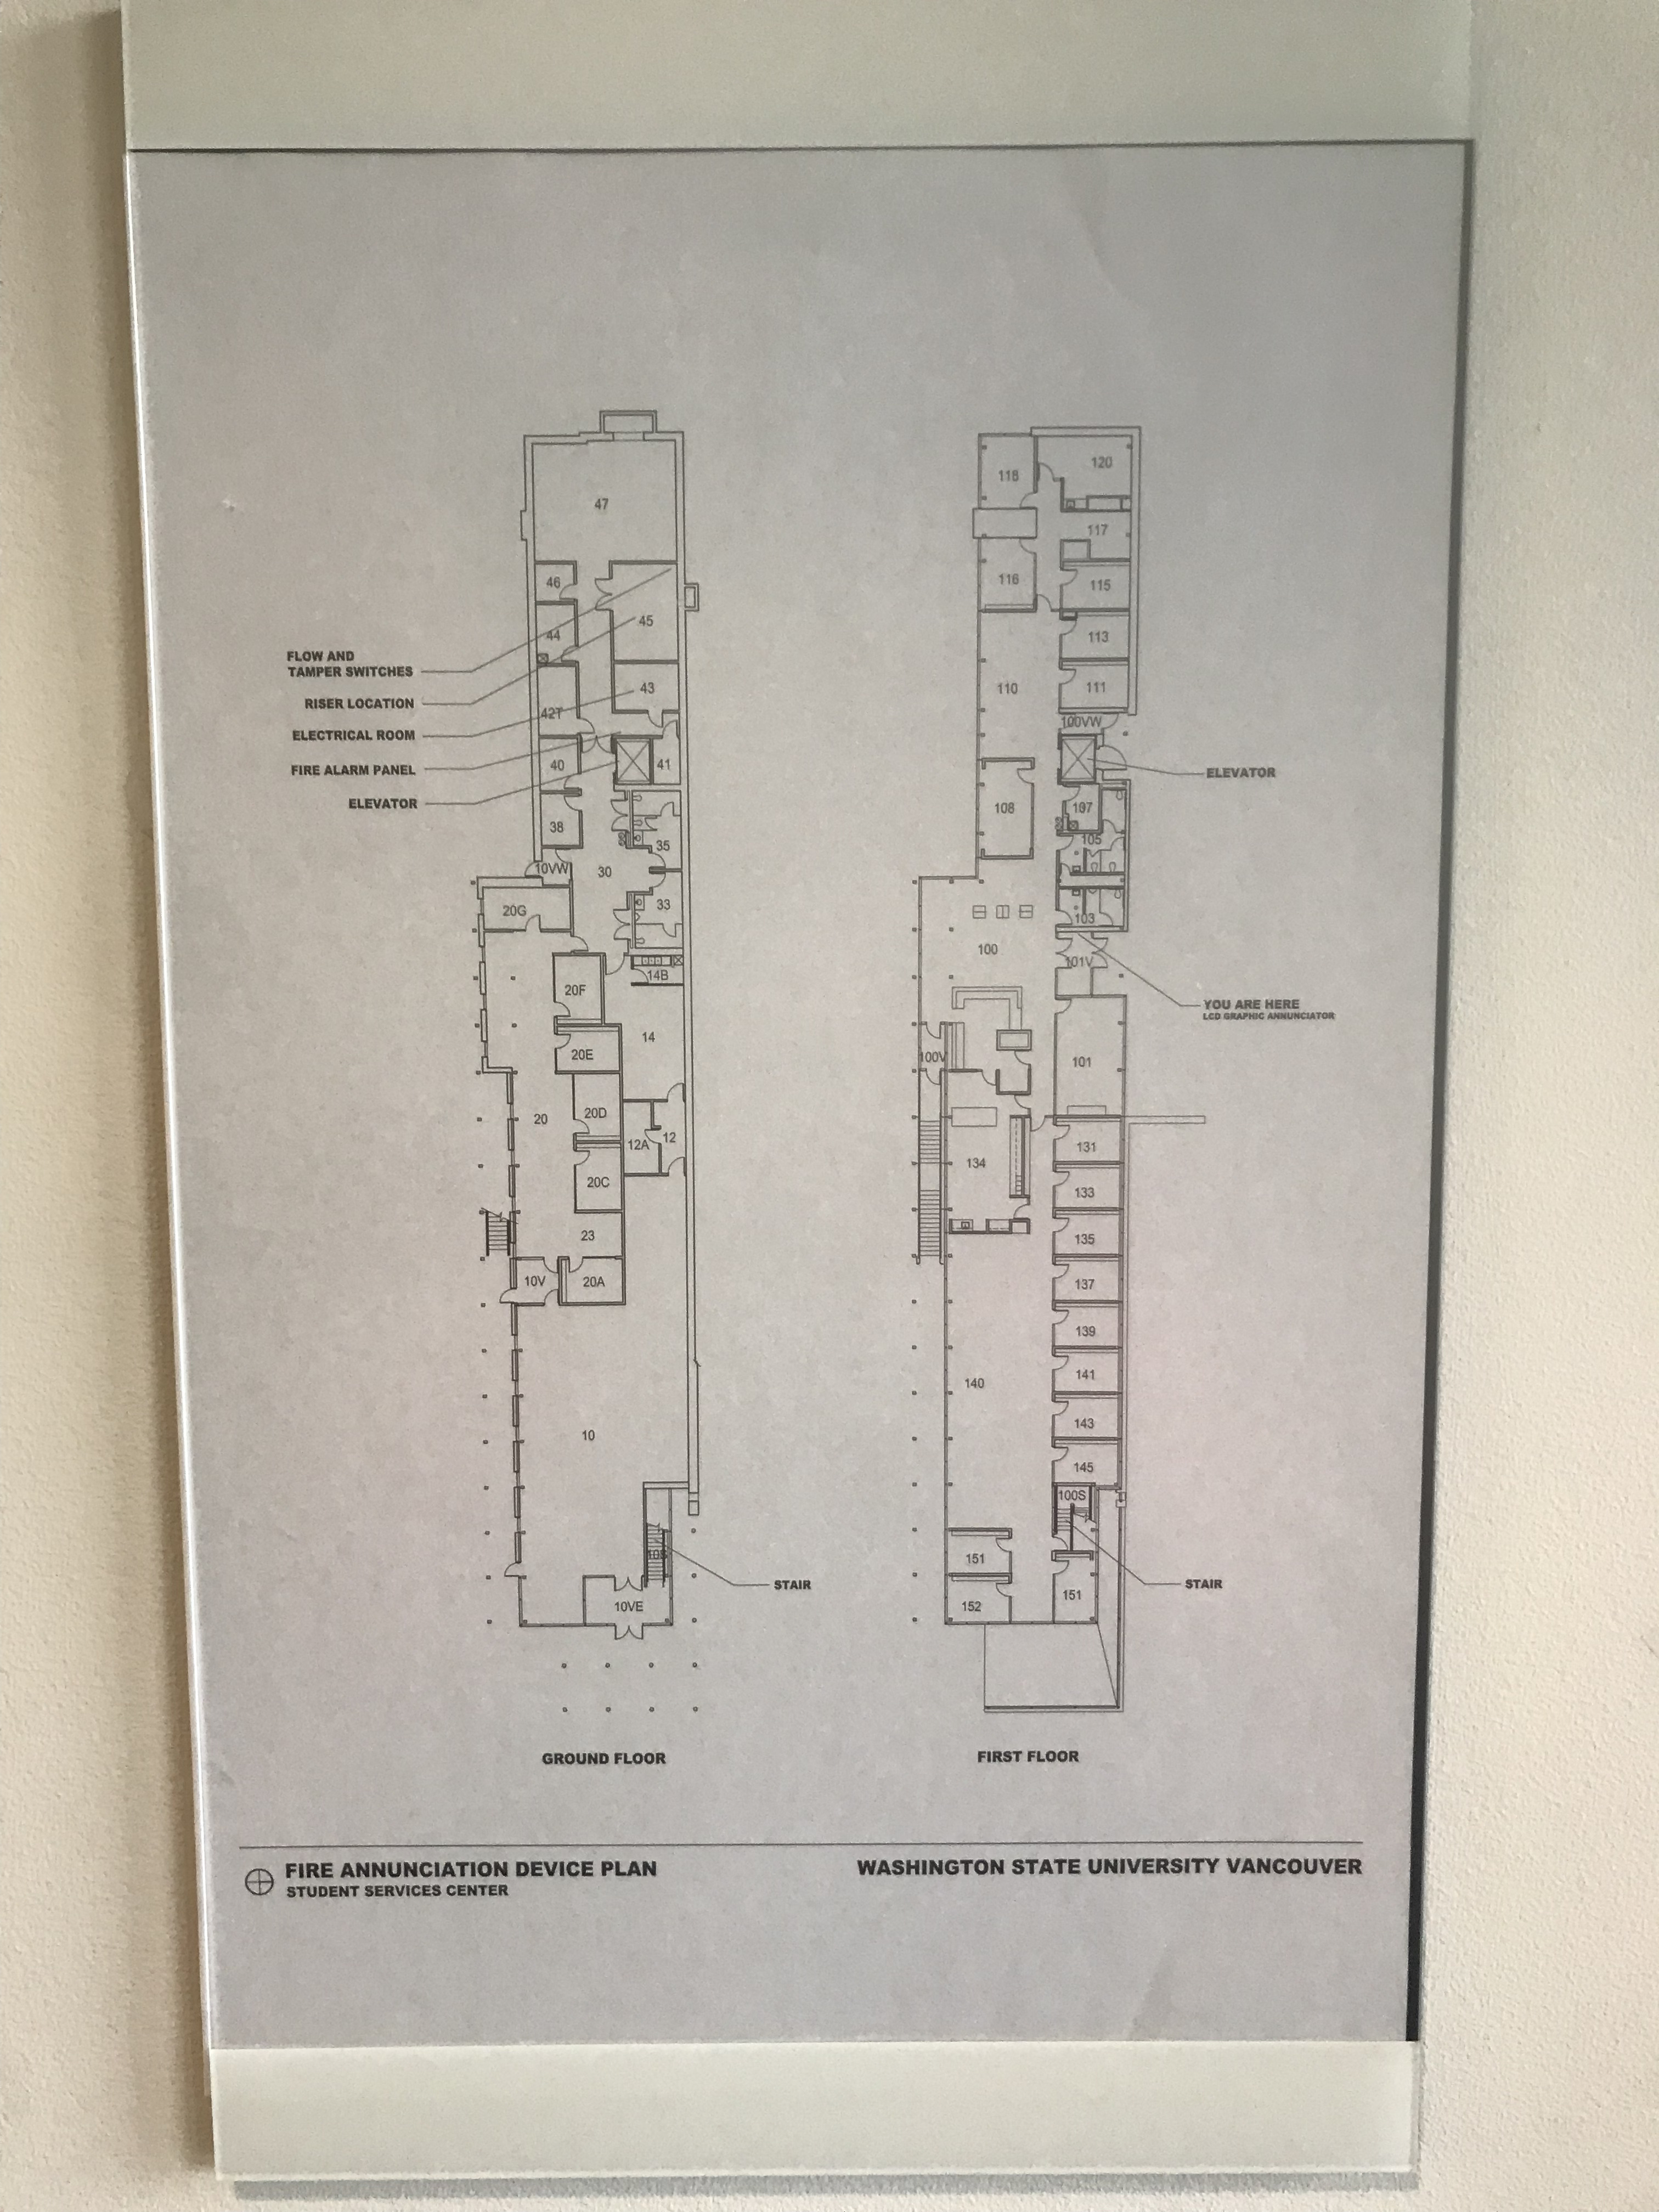 47
46
45
44
FLOW AND
TAMPER SWITCHES
RISER LOCATION
43
42T
ELECTRICAL ROOM
FIRE ALARM PANEL
40
41
ELEVATOR
38
35
10VW
30
33
20G
14B
20F
14
20E
20
20D
12A
12
20C
23
10V
20A
10
STAIR
10VE
GROUND FLOOR
118
120
117
116
115
113
110
111
100VW
ELEVATOR
108
107
105
103
100
101V
YOU ARE HERE
LCD GRAPHIC ANNUNCIATOR
100V
101
131
134
133
135
137
139
141
140
143
145
100S
151
STAIR
152
151
FIRST FLOOR
FIRE ANNUNCIATION DEVICE PLAN
STUDENT SERVICES CENTER
WASHINGTON STATE UNIVERSITY VANCOUVER